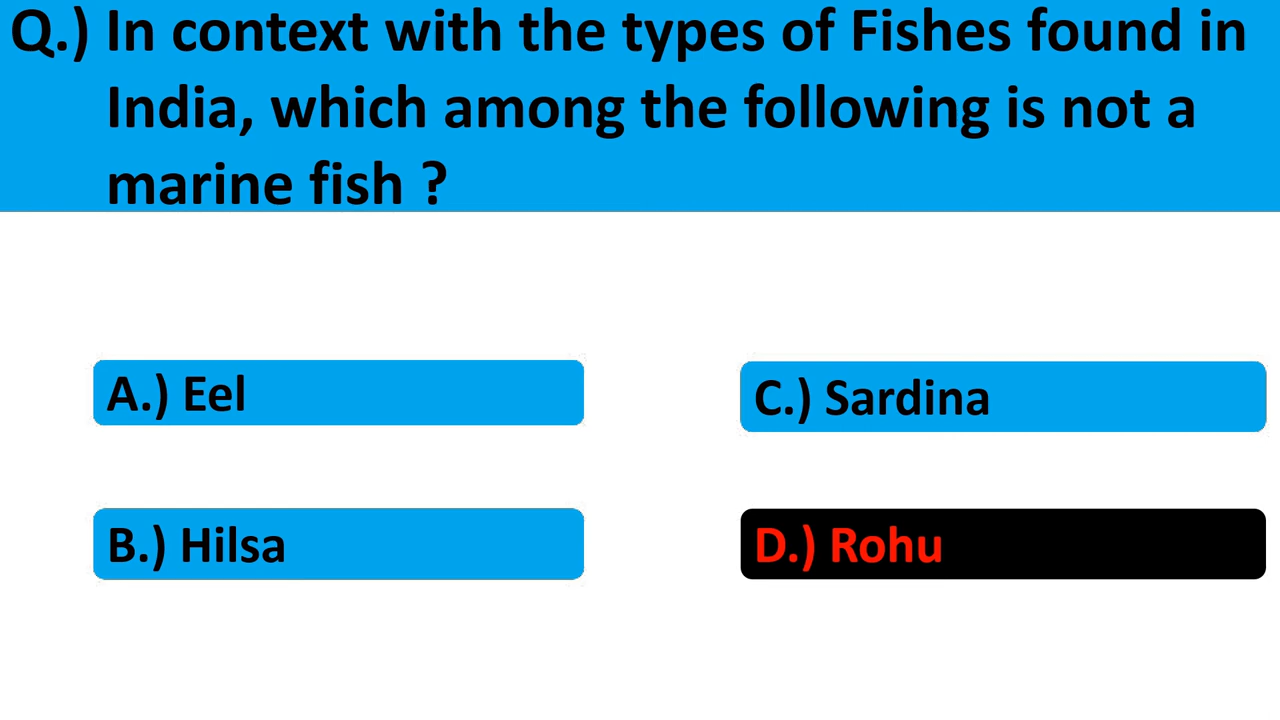 Q.) In context with the types of Fishes found in
India, which among the following is not a
marine fish ?
A.) Eel
C.) Sardina
B.) Hilsa
D.) Rohu